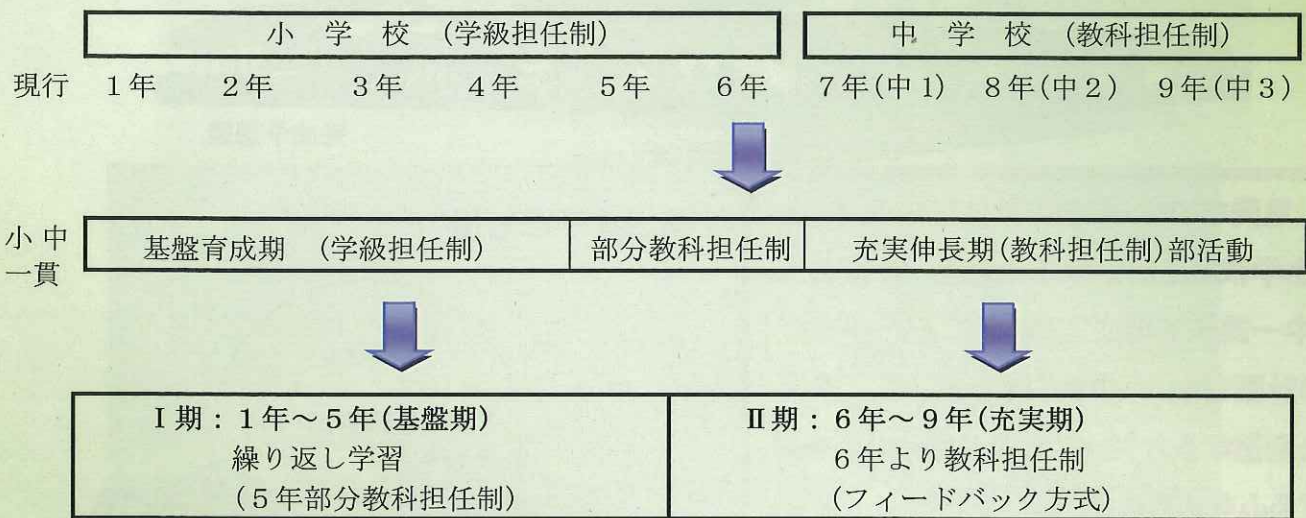 小 学 校 (学級担任制) 中 学 校 (教科担任制)
現行 1年 2年 3年 4年 5年 6年 7年(中1) 8年(中2) 9年(中3)
小中
一貫
基盤育成期 (学級担任制) 部分教科担任制 充実伸長期(教科担任制)部活動
Ⅰ期:1年~5年(基盤期)
繰り返し学習
(5年部分教科担任制)
Ⅱ期:6年~9年(充実期)
6年より教科担任制
(フィードバック方式)